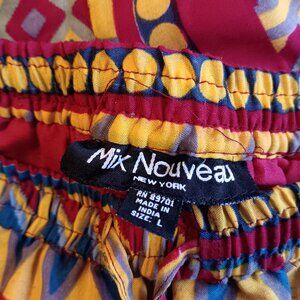 Mix Nouveau
NEW YORK
RN 89701
MADE IN
INDIA
SIZE: L